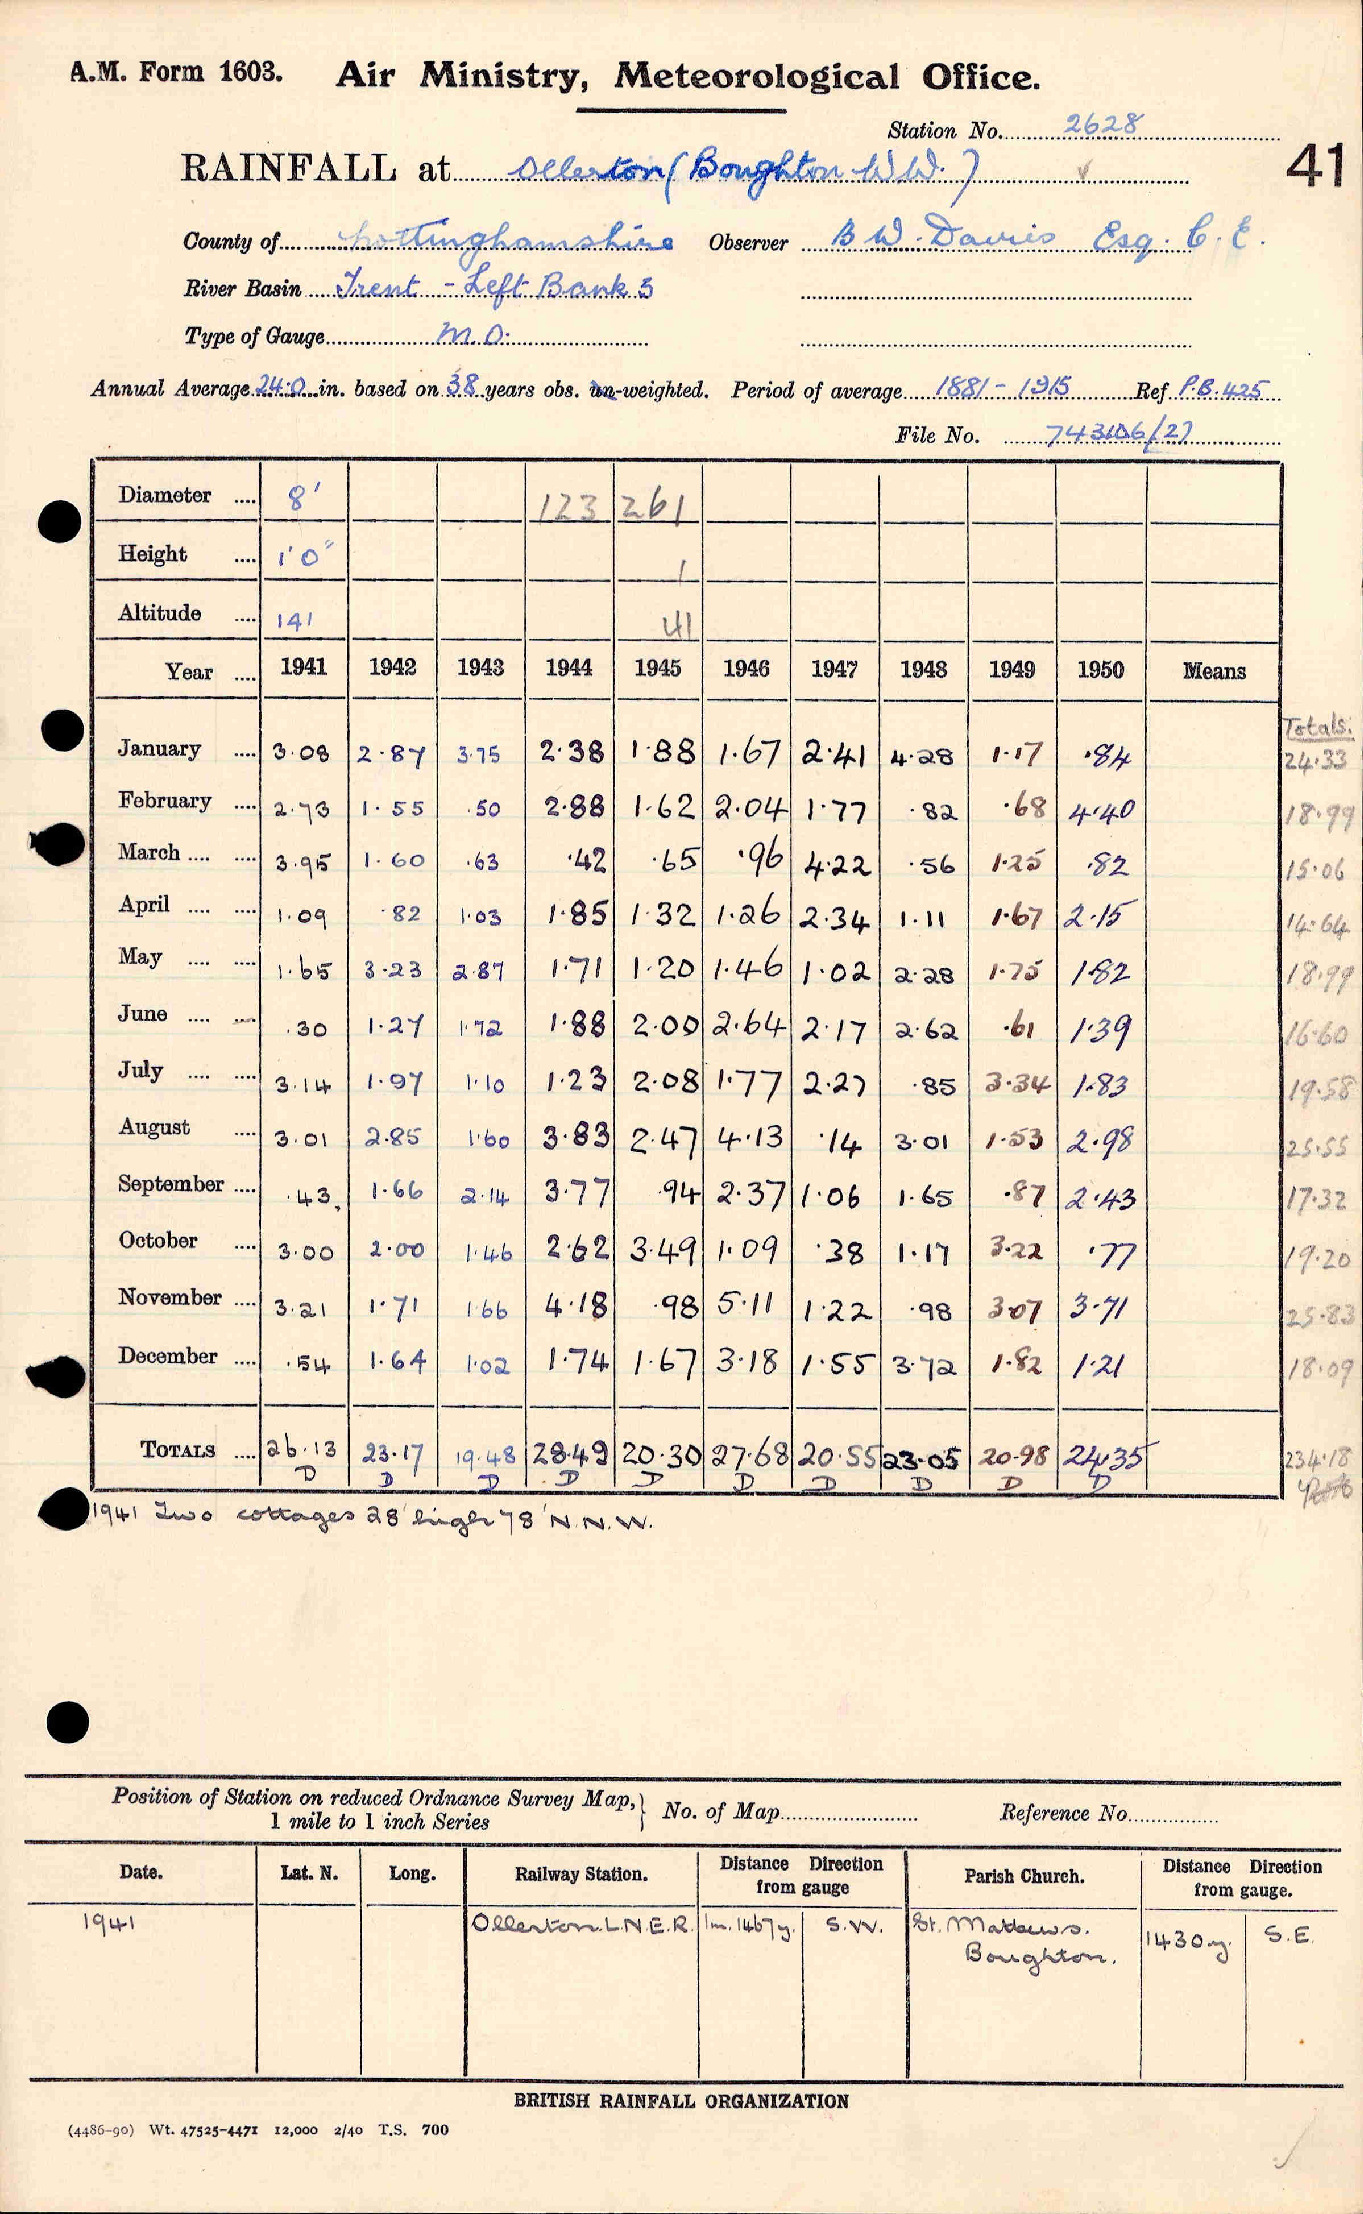 A.M. Form 1603. Air Ministry, Meteorological Office.
Station No. 2628
41
RAINFALL at Ollerton (Boughton W.W.)
County of Nottinghamshire Observer B W. Davies Esq. C.E.
River Basin Trent - Left Bank 3
Type of Gauge M.O.
Annual Average 24.0 in. based on 38 years obs. un-weighted. Period of average 1881-1915 Ref P.B. 425
File No. 743106/27
Diameter .... 8' 123 261
Height .... 1'0" 1
Altitude .... 141 41
Year .... 1941 1942 1943 1944 1945 1946 1947 1948 1949 1950 Means
Totals.
January .... 3.08 2.87 3.75 2.38 1.88 1.67 2.41 4.28 1.17 .84 24.33
February .... 2.73 1.55 .50 2.88 1.62 2.04 1.77 .82 .68 4.40 18.99
March .... .... 3.95 1.60 .63 .42 .65 .96 4.22 .56 1.25 .82 15.06
April .... .... 1.09 .82 1.03 1.85 1.32 1.26 2.34 1.11 1.67 2.15 14.64
May .... .... 1.65 3.23 2.87 1.71 1.20 1.46 1.02 2.28 1.75 1.82 18.99
June .... .... .30 1.27 1.72 1.88 2.00 2.64 2.17 2.62 .61 1.39 16.60
July .... .... 3.14 1.97 1.10 1.23 2.08 1.77 2.27 .85 3.34 1.83 19.58
August .... 3.01 2.85 1.60 3.83 2.47 4.13 .14 3.01 1.53 2.98 25.55
September .... .43 1.66 2.14 3.77 .94 2.37 1.06 1.65 .87 2.43 17.32
October .... 3.00 2.00 1.46 2.62 3.49 1.09 .38 1.17 3.22 .77 19.20
November .... 3.21 1.71 1.66 4.18 .98 5.11 1.22 .98 3.07 3.71 25.83
December .... .54 1.64 1.02 1.74 1.67 3.18 1.55 3.72 1.82 1.21 18.09
TOTALS .... 26.13 23.17 19.48 28.49 20.30 27.68 20.55 23.05 20.98 24.35 234.18
D D D D D D D D D D
1941 Two cottages 28' high 78' N.N.W.
Position of Station on reduced Ordnance Survey Map, } No. of Map Reference No.
1 mile to 1 inch Series
Date. Lat. N. Long. Railway Station. Distance Direction from gauge Parish Church. Distance Direction from gauge.
1941 Ollerton L.N.E.R. 1m. 1467y. S.W. St. Mathews. Boughton. 1430y. S.E.
BRITISH RAINFALL ORGANIZATION
(4486-90) Wt. 47525-4471 12,000 2/40 T.S. 700